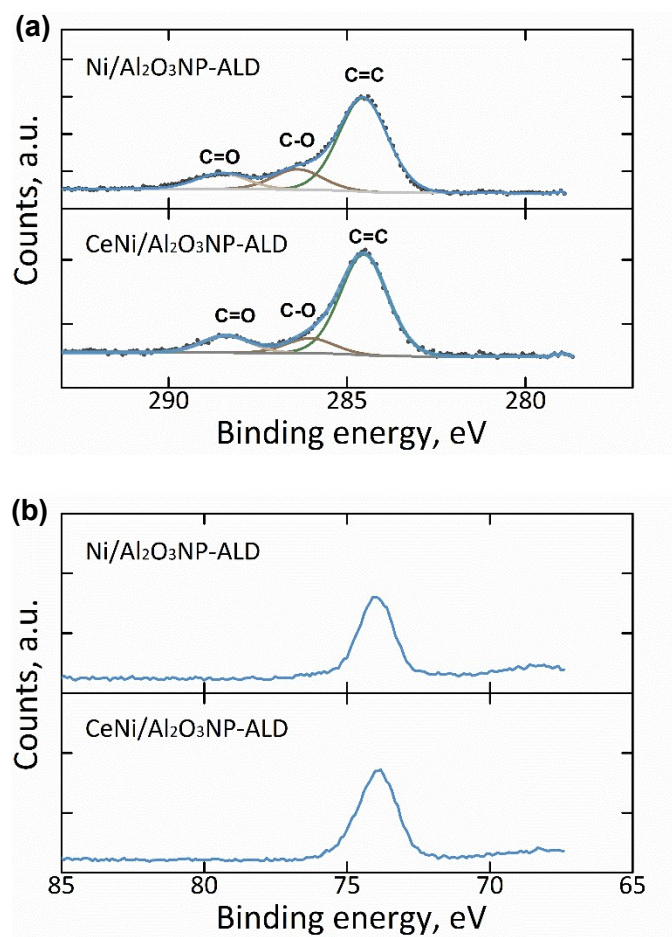 (a)
Ni/Al₂O₃NP-ALD
C=C
C-O
C=O
CeNi/Al₂O₃NP-ALD
C=C
C=O
C-O
Counts, a.u.
290 285 280
Binding energy, eV
(b)
Ni/Al₂O₃NP-ALD
CeNi/Al₂O₃NP-ALD
Counts, a.u.
85 80 75 70 65
Binding energy, eV